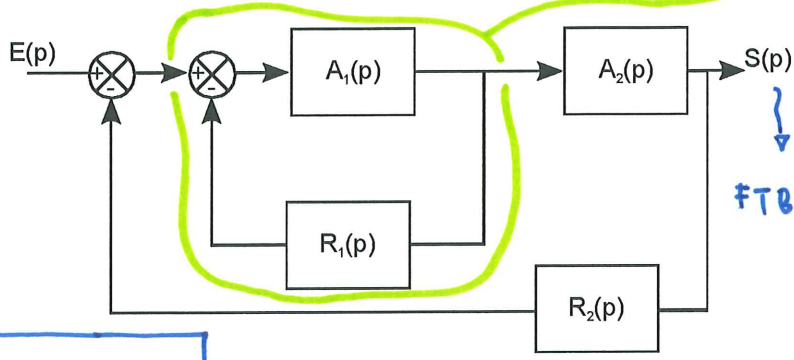 E(p)
+
-
+
-
A₁(p)
A₂(p)
S(p)
FTB
R₁(p)
R₂(p)